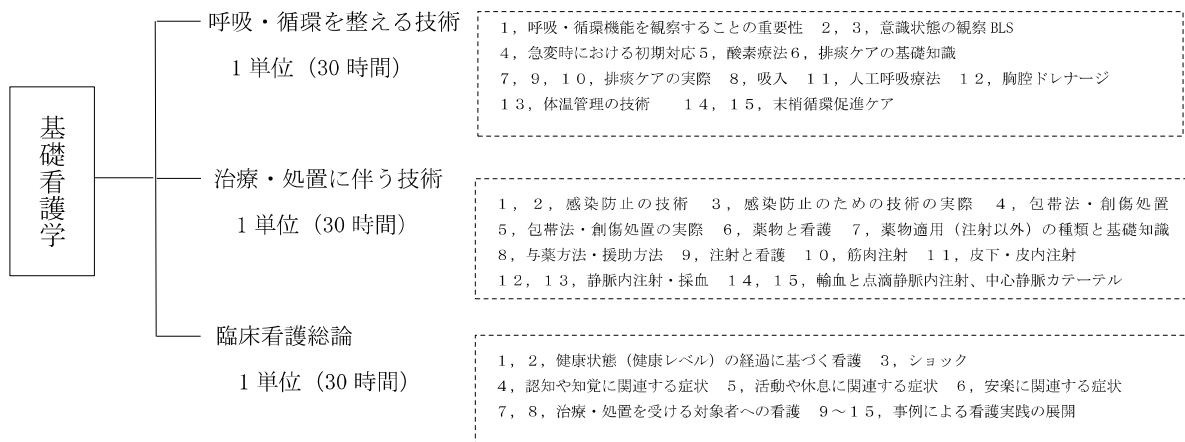 基礎看護学
呼吸・循環を整える技術
１単位（30 時間）
１，呼吸・循環機能を観察することの重要性　２，３，意識状態の観察 BLS
４，急変時における初期対応５，酸素療法６，排痰ケアの基礎知識
７，９，１０，排痰ケアの実際　８，吸入　１１，人工呼吸療法　１２，胸腔ドレナージ
１３，体温管理の技術　　１４，１５，末梢循環促進ケア
治療・処置に伴う技術
１単位（30 時間）
１，２，感染防止の技術　３，感染防止のための技術の実際　４，包帯法・創傷処置
５，包帯法・創傷処置の実際　６，薬物と看護　７，薬物適用（注射以外）の種類と基礎知識
８，与薬方法・援助方法　９，注射と看護　１０，筋肉注射　１１，皮下・皮内注射
１２，１３，静脈内注射・採血　１４，１５，輸血と点滴静脈内注射、中心静脈カテーテル
臨床看護総論
１単位（30 時間）
１，２，健康状態（健康レベル）の経過に基づく看護　３，ショック
４，認知や知覚に関連する症状　５，活動や休息に関連する症状　６，安楽に関連する症状
７，８，治療・処置を受ける対象者への看護　９～１５，事例による看護実践の展開